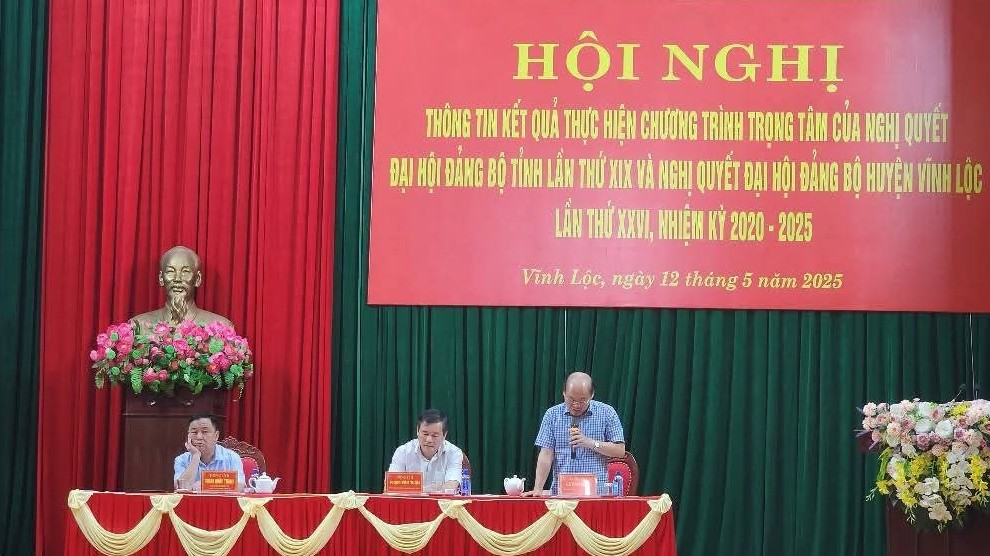 HỘI NGHỊ
THÔNG TIN KẾT QUẢ THỰC HIỆN CHƯƠNG TRÌNH TRỌNG TÂM CỦA NGHỊ QUYẾT
ĐẠI HỘI ĐẢNG BỘ TỈNH LẦN THỨ XIX VÀ NGHỊ QUYẾT ĐẠI HỘI ĐẢNG BỘ HUYỆN VĨNH LỘC
LẦN THỨ XXVI, NHIỆM KỲ 2020 - 2025
Vĩnh Lộc, ngày 12 tháng 5 năm 2025